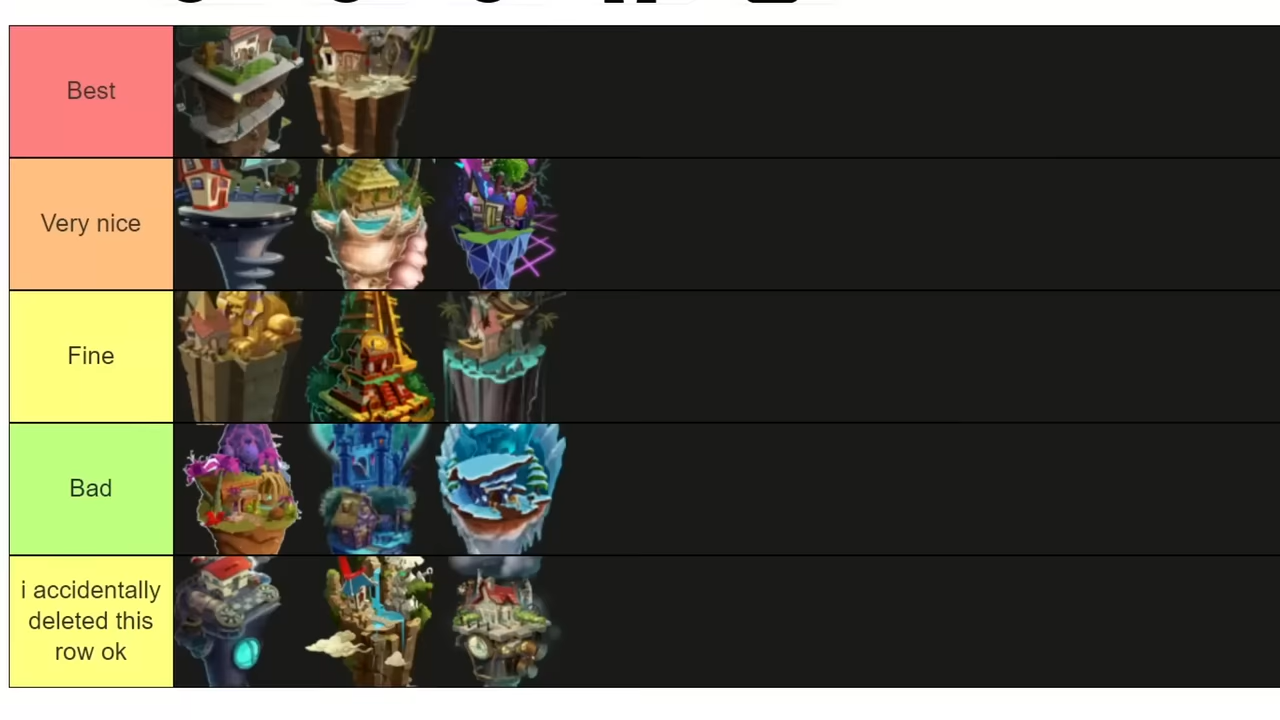 Best
Very nice
Fine
Bad
i accidentally
deleted this
row ok